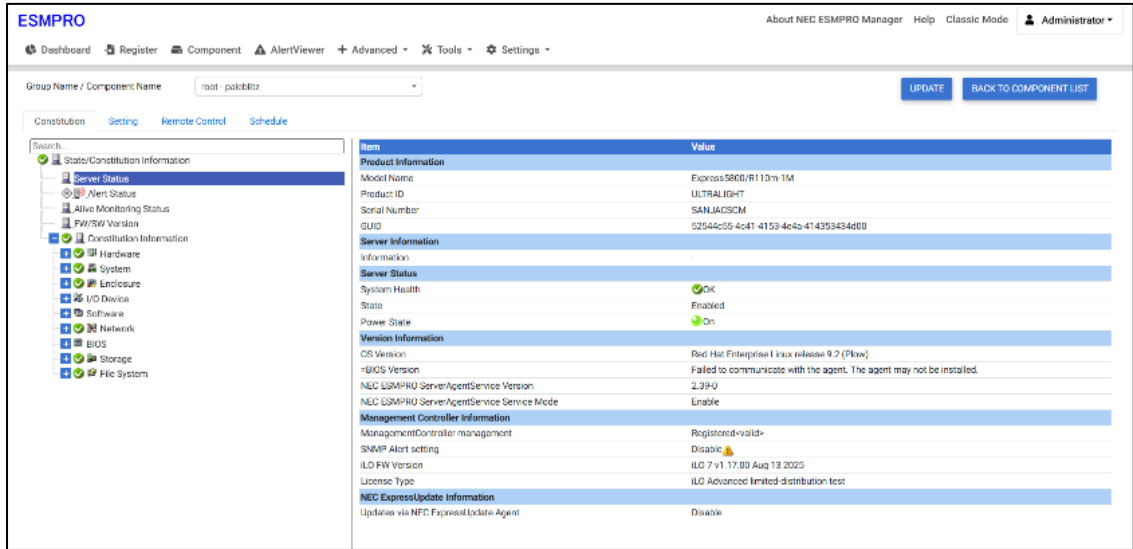 ESMPRO
About NEC ESMPRO Manager Help Classic Mode Administrator
Dashboard Register Component AlertViewer Advanced Tools Settings
Group Name / Component Name root - paloblitz UPDATE BACK TO COMPONENT LIST
Constitution Setting Remote Control Schedule
Search...
State/Constitution Information
Server Status
Alert Status
Alive Monitoring Status
FW/SW Version
Constitution Information
Hardware
System
Enclosure
I/O Device
Software
Network
BIOS
Storage
File System
Item Value
Product Information
Model Name Express5800/R110m-1M
Product ID ULTRALIGHT
Serial Number SANJACSCM
GUID 52544c55-4c41-4153-4e4a-414353434d00
Server Information
Information -
Server Status
System Health OK
State Enabled
Power State On
Version Information
OS Version Red Hat Enterprise Linux release 9.2 (Plow)
=BIOS Version Failed to communicate with the agent. The agent may not be installed.
NEC ESMPRO ServerAgentService Version 2.39-0
NEC ESMPRO ServerAgentService Service Mode Enable
Management Controller Information
ManagementController management Registered<valid>
SNMP Alert setting Disable
iLO FW Version iLO 7 v1.17.00 Aug 13 2025
License Type iLO Advanced limited-distribution test
NEC ExpressUpdate Information
Updates via NEC ExpressUpdate Agent Disable